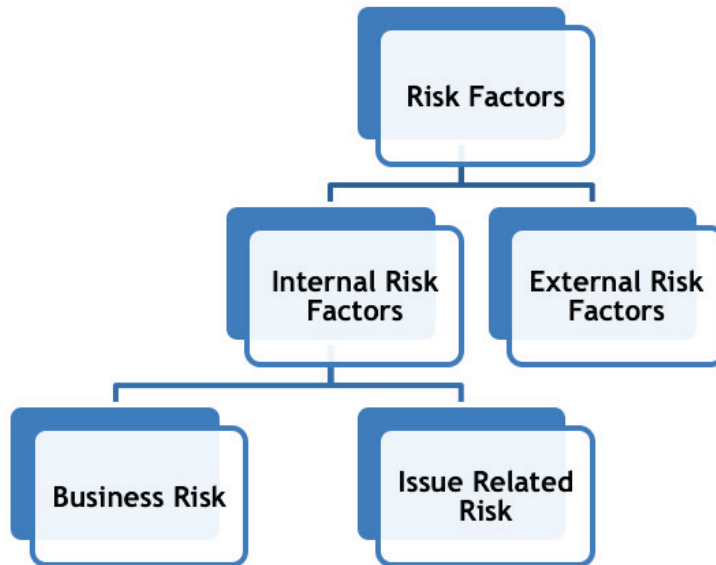 Risk Factors
Internal Risk
Factors
External Risk
Factors
Business Risk
Issue Related
Risk